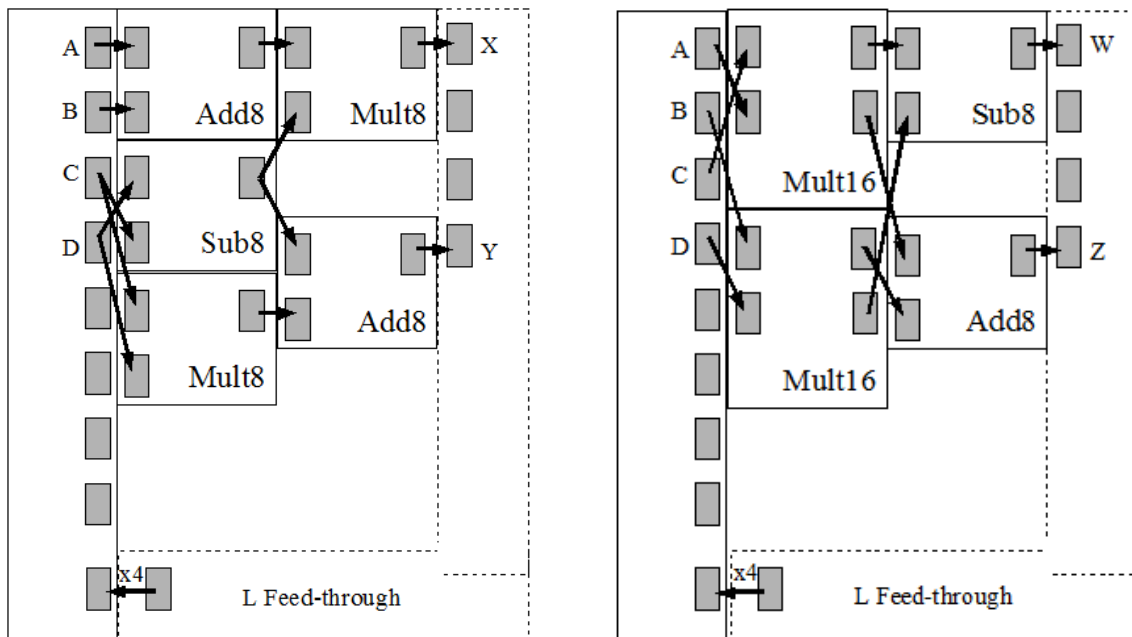 A
X
B
Add8
Mult8
C
D
Sub8
Y
Mult8
Add8
x4
L Feed-through
A
W
B
Sub8
C
Mult16
D
Z
Add8
Mult16
x4
L Feed-through